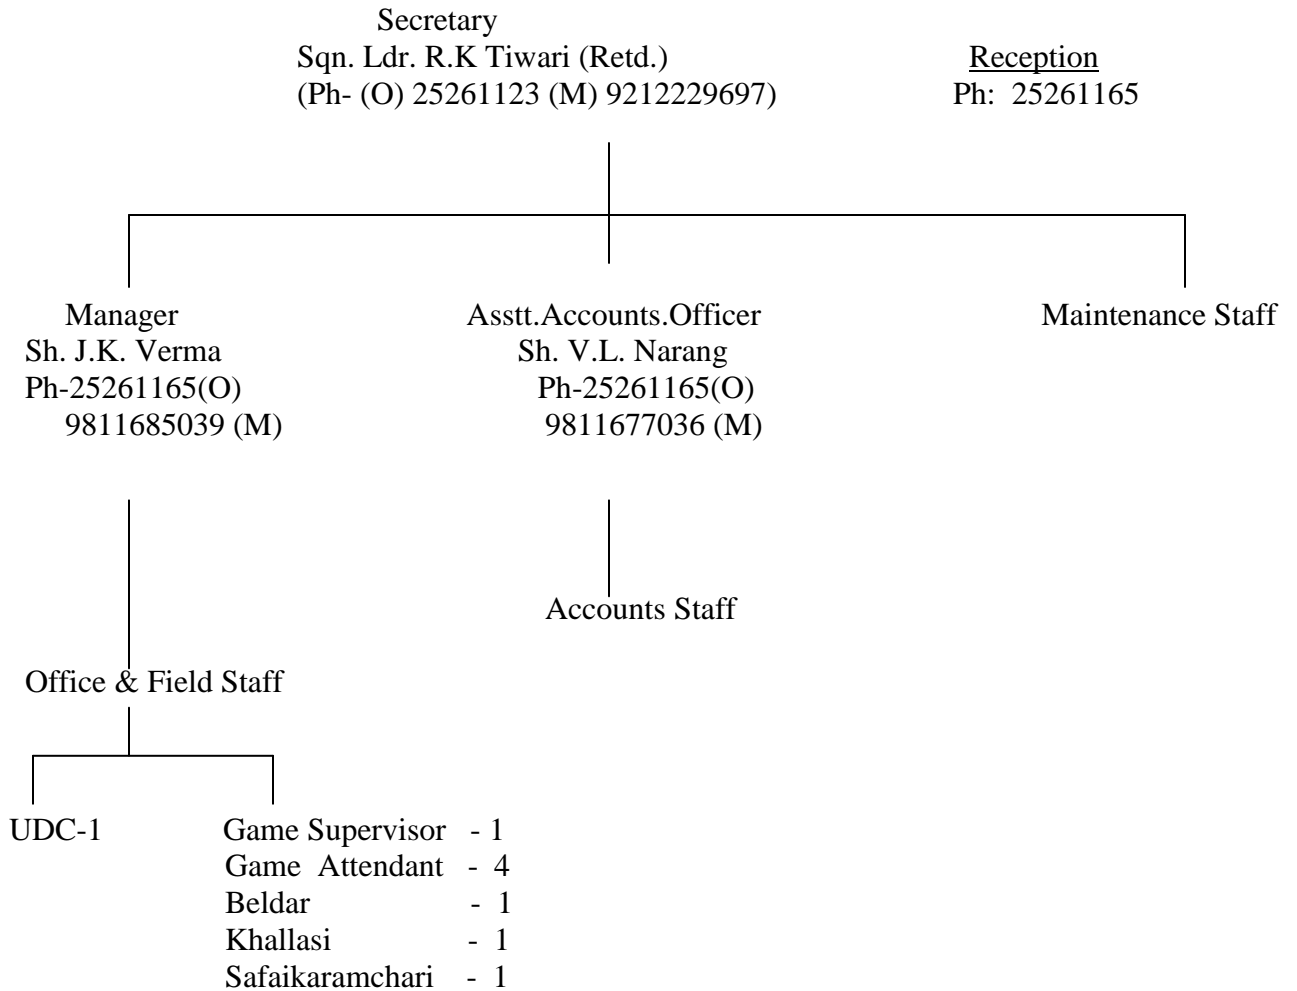 Secretary
Sqn. Ldr. R.K Tiwari (Retd.)
(Ph- (O) 25261123 (M) 9212229697)
Reception
Ph: 25261165
Manager
Sh. J.K. Verma
Ph-25261165(O)
9811685039 (M)
Asstt.Accounts.Officer
Sh. V.L. Narang
Ph-25261165(O)
9811677036 (M)
Maintenance Staff
Accounts Staff
Office & Field Staff
UDC-1
Game Supervisor - 1
Game Attendant - 4
Beldar - 1
Khallasi - 1
Safaikaramchari - 1